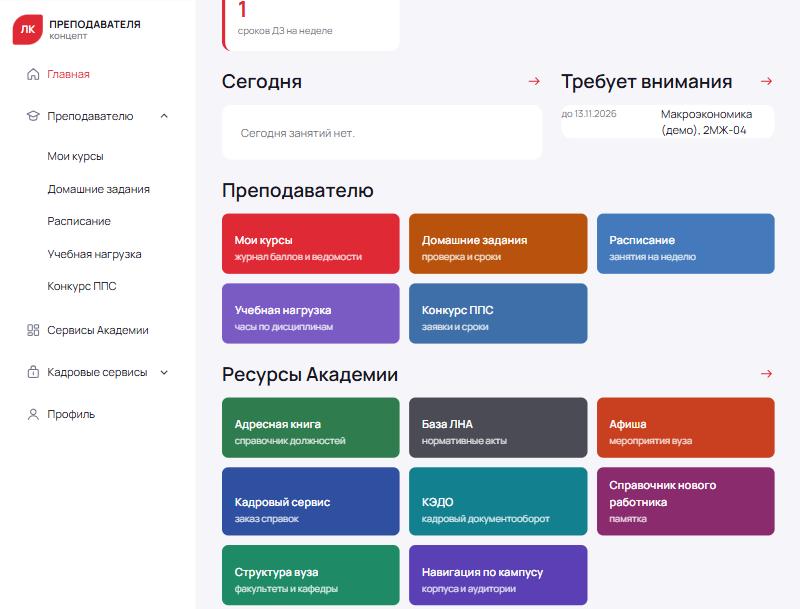 ЛК
ПРЕПОДАВАТЕЛЯ
концепт
Главная
Преподавателю
Мои курсы
Домашние задания
Расписание
Учебная нагрузка
Конкурс ППС
Сервисы Академии
Кадровые сервисы
Профиль
1
сроков ДЗ на неделе
Сегодня
Сегодня занятий нет.
Требует внимания
до 13.11.2026
Макроэкономика
(демо), 2МЖ-04
Преподавателю
Мои курсы
журнал баллов и ведомости
Домашние задания
проверка и сроки
Расписание
занятия на неделю
Учебная нагрузка
часы по дисциплинам
Конкурс ППС
заявки и сроки
Ресурсы Академии
Адресная книга
справочник должностей
База ЛНА
нормативные акты
Афиша
мероприятия вуза
Кадровый сервис
заказ справок
КЭДО
кадровый документооборот
Справочник нового
работника
памятка
Структура вуза
факультеты и кафедры
Навигация по кампусу
корпуса и аудитории